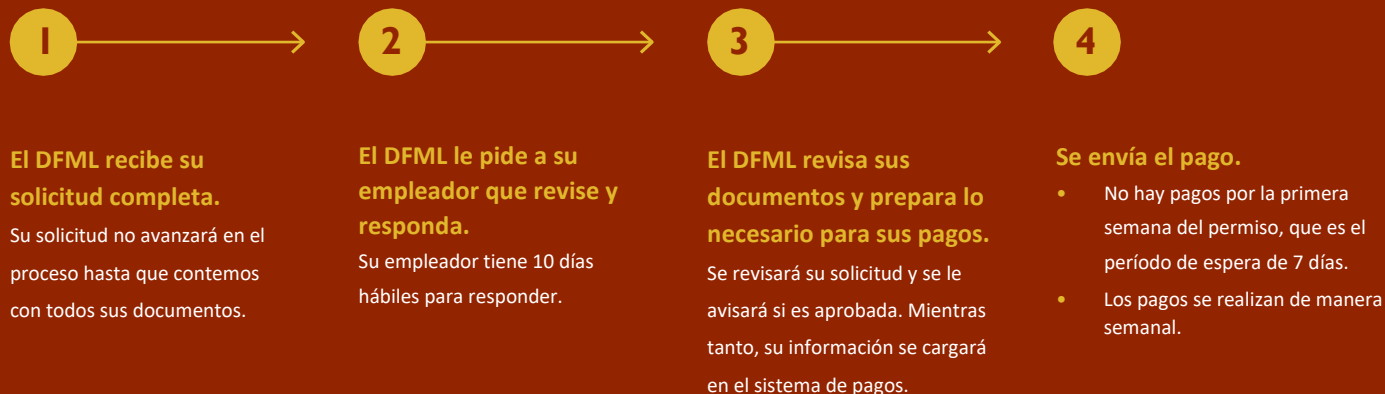 1
El DFML recibe su
solicitud completa.
Su solicitud no avanzará en el
proceso hasta que contemos
con todos sus documentos.
2
El DFML le pide a su
empleador que revise y
responda.
Su empleador tiene 10 días
hábiles para responder.
3
El DFML revisa sus
documentos y prepara lo
necesario para sus pagos.
Se revisará su solicitud y se le
avisará si es aprobada. Mientras
tanto, su información se cargará
en el sistema de pagos.
4
Se envía el pago.
• No hay pagos por la primera
semana del permiso, que es el
período de espera de 7 días.
• Los pagos se realizan de manera
semanal.